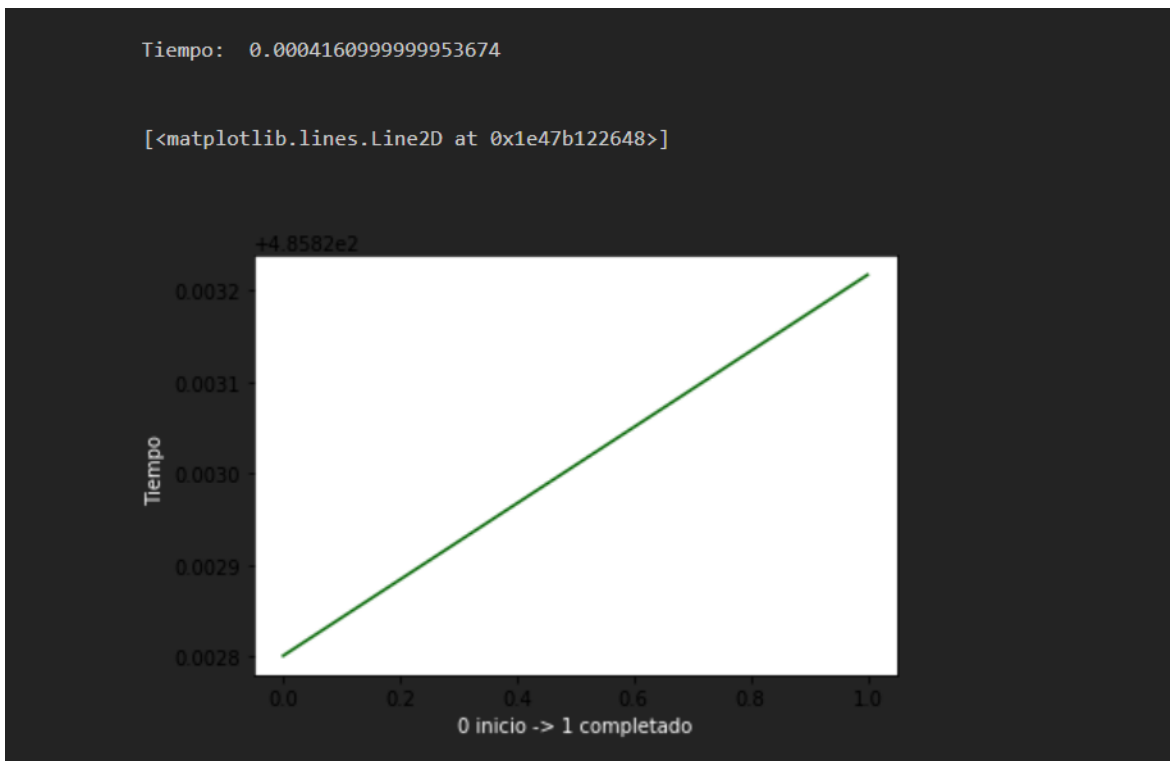 Tiempo:  0.0004160999999953674
[<matplotlib.lines.Line2D at 0x1e47b122648>]
+4.8582e2
0.0032
0.0031
0.0030
0.0029
0.0028
Tiempo
0.0 0.2 0.4 0.6 0.8 1.0
0 inicio -> 1 completado